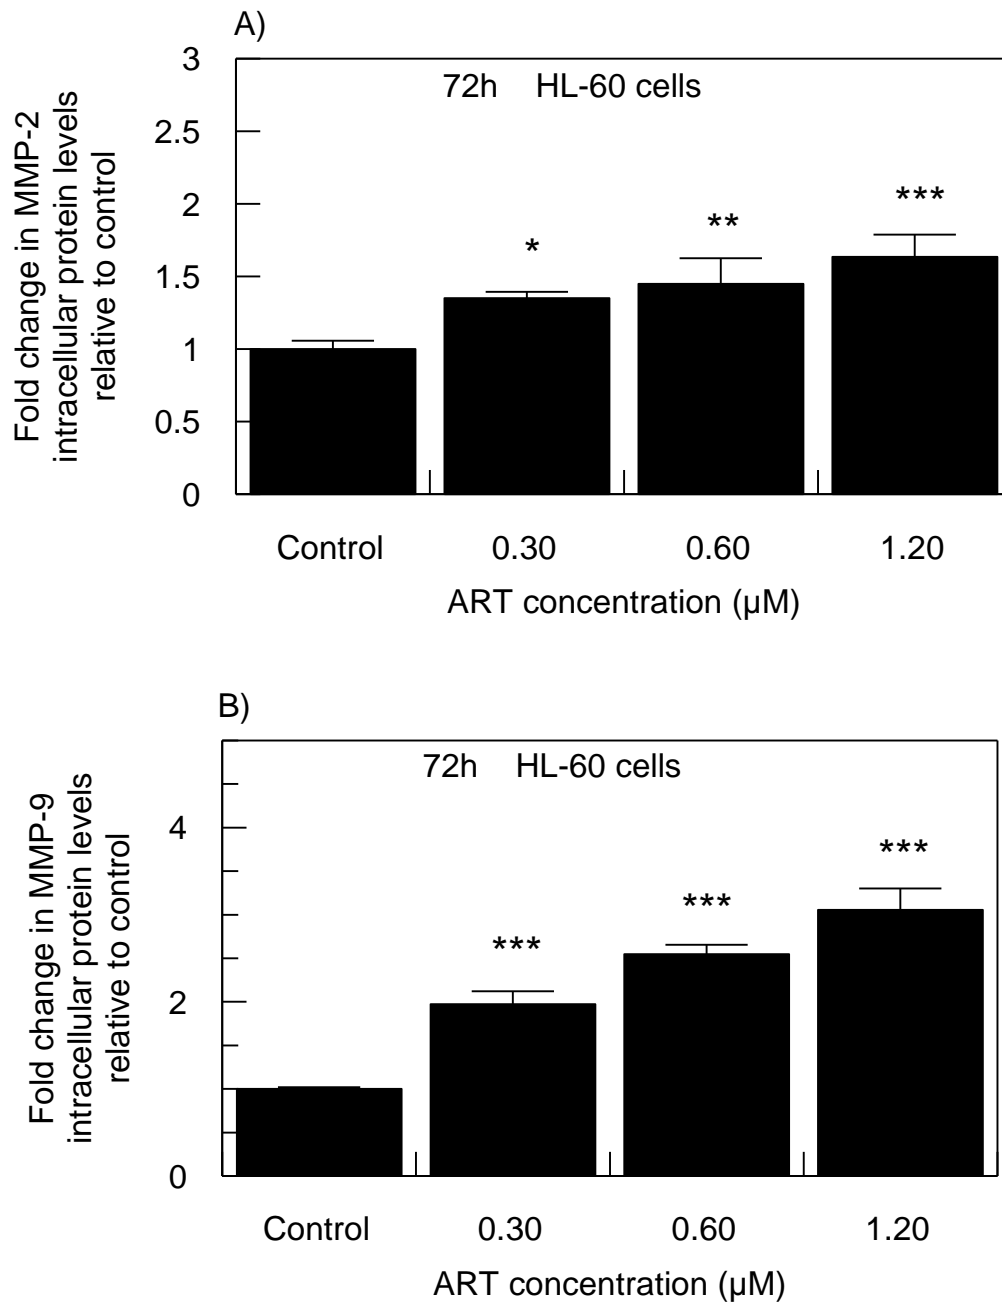 A)
Fold change in MMP-2
intracellular protein levels
relative to control
3
2.5
2
1.5
1
0.5
0
72h HL-60 cells
*
**
***
Control 0.30 0.60 1.20
ART concentration (µM)
B)
Fold change in MMP-9
intracellular protein levels
relative to control
4
2
0
72h HL-60 cells
***
***
***
Control 0.30 0.60 1.20
ART concentration (µM)